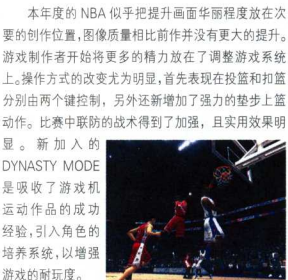 本年度的 NBA 似乎把提升画面华丽程度放在次
要的创作位置,图像质量相比前作并没有更大的提升。
游戏制作者开始将更多的精力放在了调整游戏系统
上。操作方式的改变尤为明显,首先表现在投篮和扣篮
分别由两个键控制，另外还新增加了强力的垫步上篮
动作。比赛中联防的战术得到了加强，且实用效果明
显。新加入的
DYNASTY MODE
是吸收了游戏机
运动作品的成功
经验,引入角色的
培养系统,以增强
游戏的耐玩度。